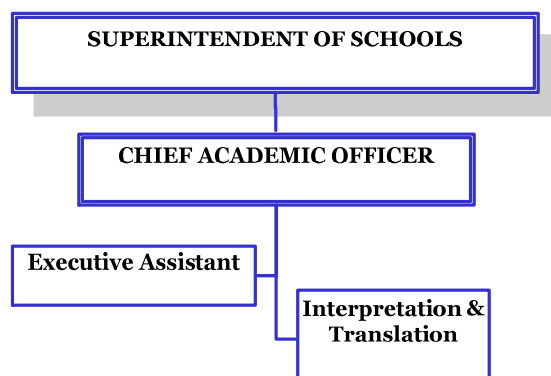 SUPERINTENDENT OF SCHOOLS
CHIEF ACADEMIC OFFICER
Executive Assistant
Interpretation &
Translation